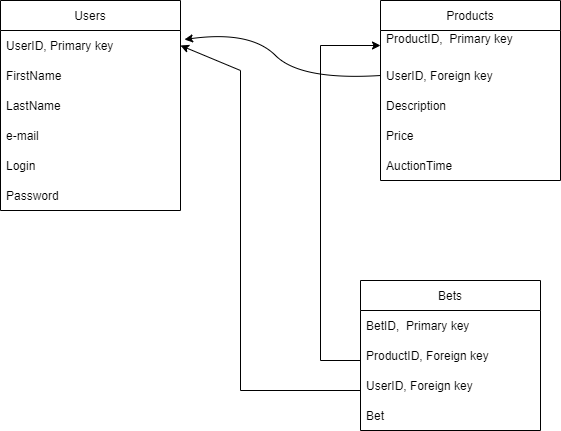 Users
UserID, Primary key
FirstName
LastName
e-mail
Login
Password
Products
ProductID,  Primary key
UserID, Foreign key
Description
Price
AuctionTime
Bets
BetID,  Primary key
ProductID, Foreign key
UserID, Foreign key
Bet